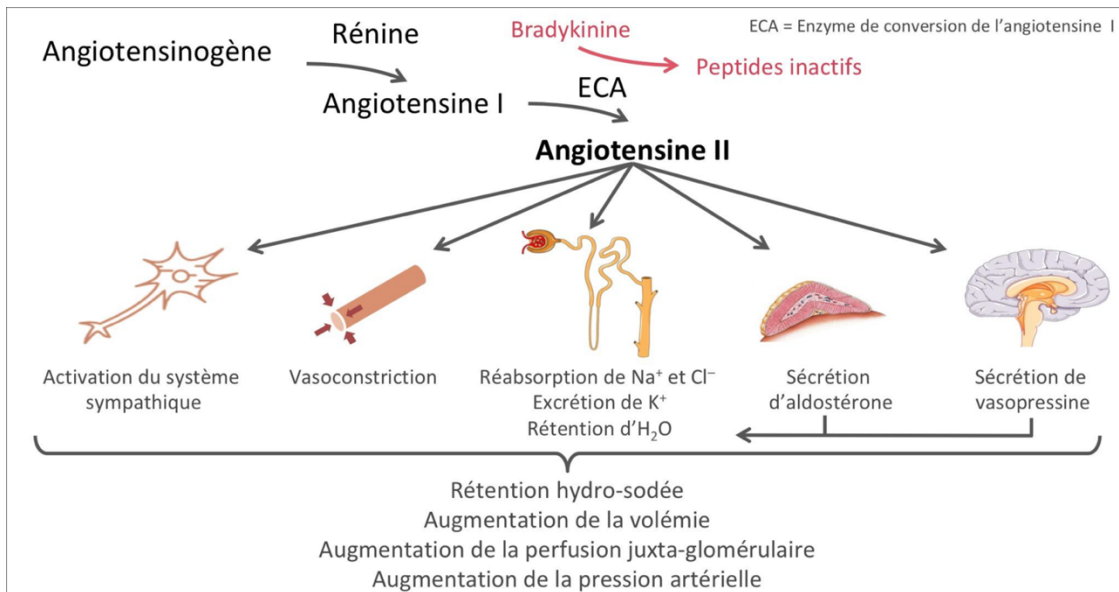 ECA = Enzyme de conversion de l'angiotensine I
Angiotensinogène
Rénine
Bradykinine
Peptides inactifs
Angiotensine I
ECA
Angiotensine II
Activation du système
sympathique
Vasoconstriction
Réabsorption de Na⁺ et Cl⁻
Excrétion de K⁺
Rétention d'H₂O
Sécrétion
d'aldostérone
Sécrétion de
vasopressine
Rétention hydro-sodée
Augmentation de la volémie
Augmentation de la perfusion juxta-glomérulaire
Augmentation de la pression artérielle